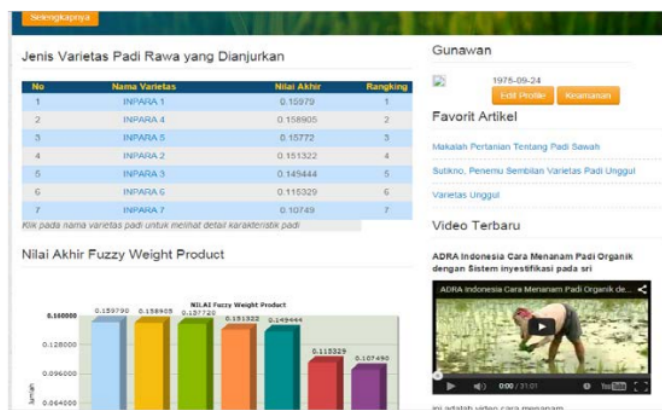 Selengkapnya
Jenis Varietas Padi Rawa yang Dianjurkan
No Nama Varietas Nilai Akhir Rangking
1 INPARA 1 0.15979 1
2 INPARA 4 0.158905 2
3 INPARA 5 0.15772 3
4 INPARA 2 0.151322 4
5 INPARA 3 0.149444 5
6 INPARA 6 0.115329 6
7 INPARA 7 0.10749 7
Klik pada nama varietas padi untuk melihat detail karakteristik padi
Nilai Akhir Fuzzy Weight Product
NILAI Fuzzy Weight Product
0.159790 0.158905 0.157720 0.151322 0.149444 0.115329 0.107490
0.160000
0.128000
0.096000
0.064000
Jumlah
Gunawan
1975-09-24
Edit Profile Keamanan
Favorit Artikel
Makalah Pertanian Tentang Padi Sawah
Sutikno, Penemu Sembilan Varietas Padi Unggul
Varietas Unggul
Video Terbaru
ADRA Indonesia Cara Menanam Padi Organik
dengan Sistem inyestifikasi pada sri
ADRA Indonesia Cara Menanam Padi Organik de...
0:00 / 31:01 YouTube
Ini adalah video cara menanam